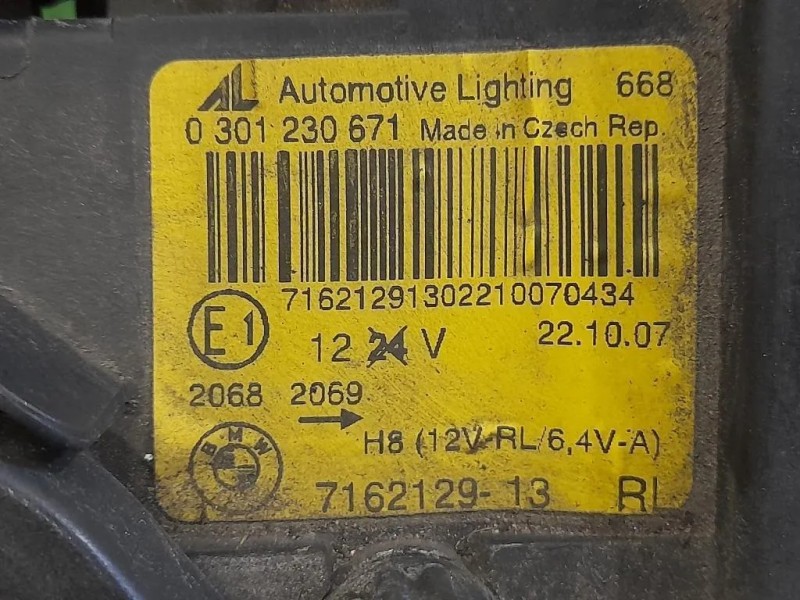 AL Automotive Lighting 668
0 301 230 671 Made in Czech Rep.
71621291302210070434
E1 12 24 V 22.10.07
2068 2069
H8 (12V-RL/6,4V-A)
BMW
7162129-13 RI